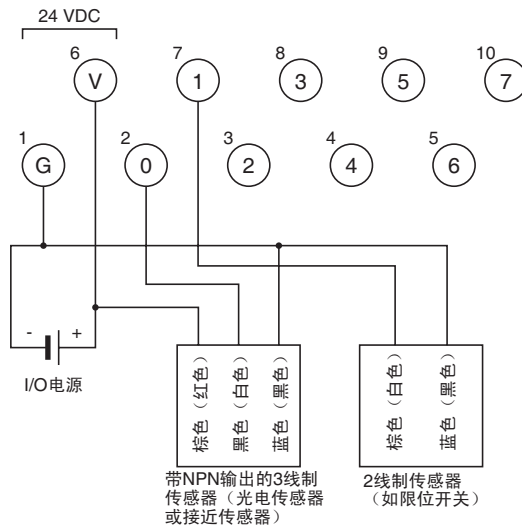 24 VDC
6 7 8 9 10
V 1 3 5 7
1 2 3 4 5
G 0 2 4 6
- +
I/O电源
棕色（红色）
黑色（白色）
蓝色（黑色）
棕色（白色）
蓝色（黑色）
带NPN输出的3线制
传感器（光电传感器
或接近传感器）
2线制传感器
（如限位开关）